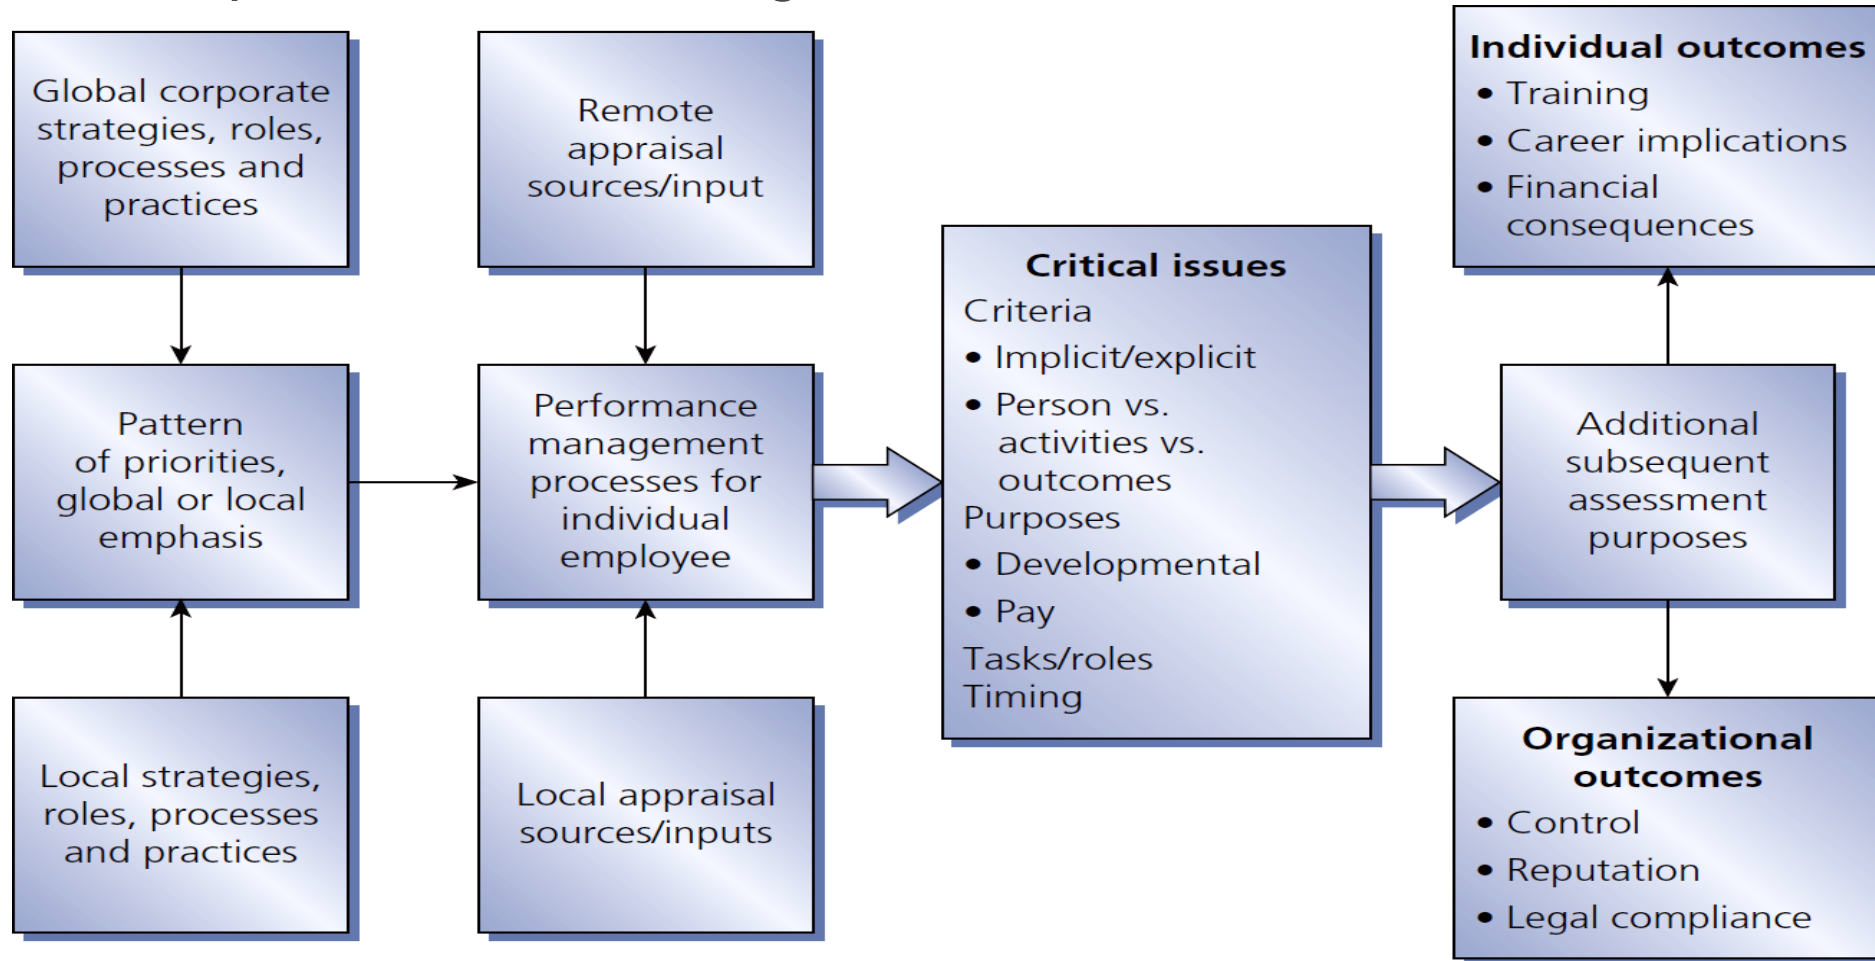 Global corporate
strategies, roles,
processes and
practices
Pattern
of priorities,
global or local
emphasis
Local strategies,
roles, processes
and practices
Remote
appraisal
sources/input
Performance
management
processes for
individual
employee
Local appraisal
sources/inputs
Critical issues
Criteria
• Implicit/explicit
• Person vs.
activities vs.
outcomes
Purposes
• Developmental
• Pay
Tasks/roles
Timing
Additional
subsequent
assessment
purposes
Individual outcomes
• Training
• Career implications
• Financial
consequences
Organizational
outcomes
• Control
• Reputation
• Legal compliance